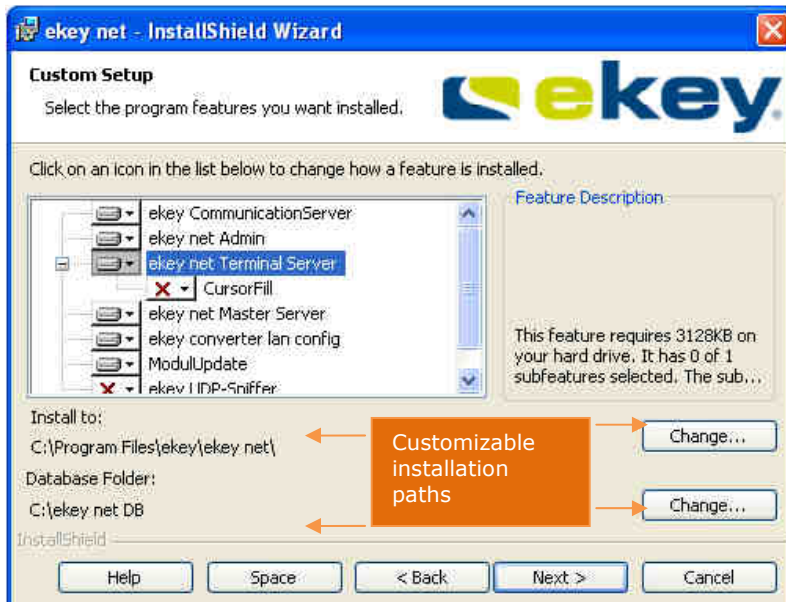 ekey net - InstallShield Wizard
Custom Setup
Select the program features you want installed.
ekey
Click on an icon in the list below to change how a feature is installed.
ekey CommunicationServer
ekey net Admin
ekey net Terminal Server
CursorFill
ekey net Master Server
ekey converter lan config
ModulUpdate
ekey UDP-Sniffer
Feature Description
This feature requires 3128KB on
your hard drive. It has 0 of 1
subfeatures selected. The sub...
Install to:
C:\Program Files\ekey\ekey net\
Change...
Database Folder:
C:\ekey net DB
Change...
Customizable
installation
paths
InstallShield
Help
Space
< Back
Next >
Cancel